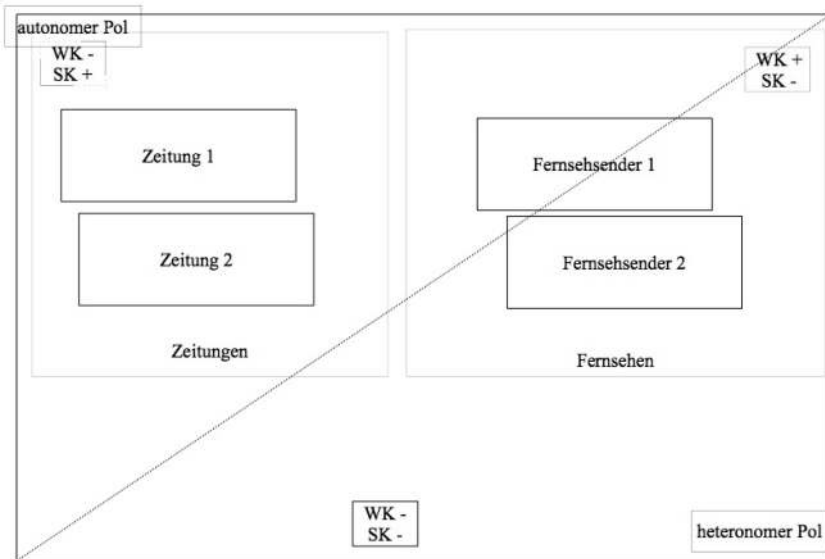 autonomer Pol
WK -
SK +
WK +
SK -
Zeitung 1
Fernsehsender 1
Zeitung 2
Fernsehsender 2
Zeitungen
Fernsehen
WK -
SK -
heteronomer Pol